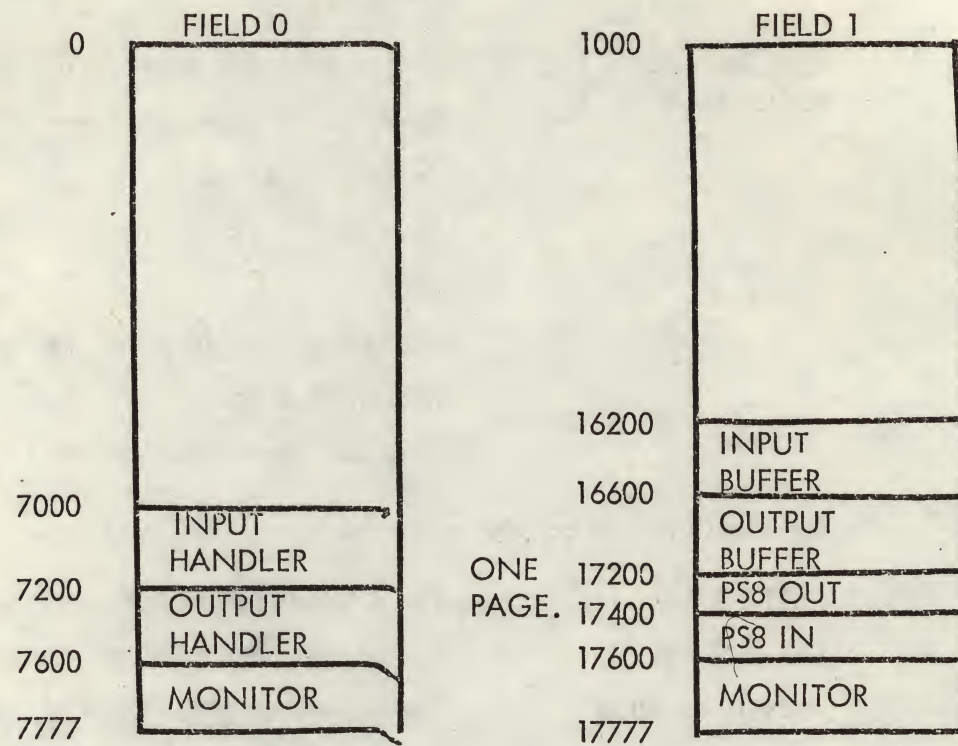 FIELD 0
0
7000
INPUT
HANDLER
7200
OUTPUT
HANDLER
7600
MONITOR
7777
FIELD 1
1000
16200
INPUT
BUFFER
16600
OUTPUT
BUFFER
ONE
PAGE.
17200
PS8 OUT
17400
PS8 IN
17600
MONITOR
17777